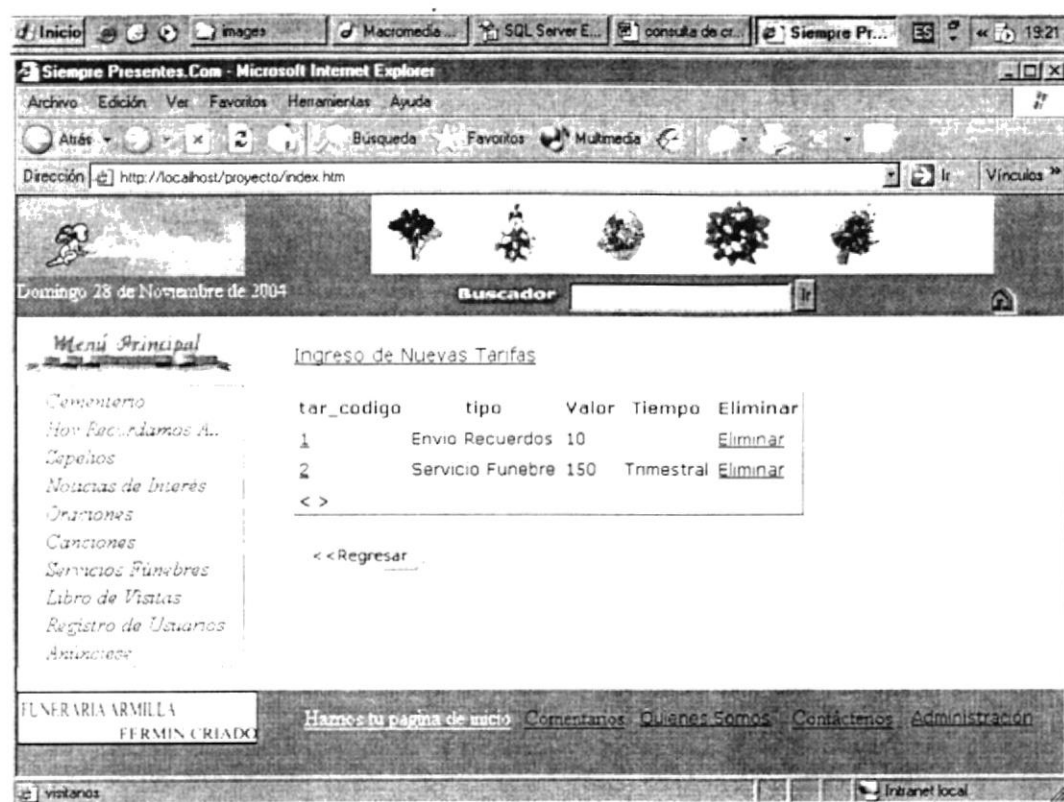 Inicio images Macromedia ... SQL Server E... consulta de cr... Siempre Pr... ES « 19:21
Siempre Presentes.Com - Microsoft Internet Explorer
Archivo Edición Ver Favoritos Herramientas Ayuda
Atrás Búsqueda Favoritos Multimedia
Dirección http://localhost/proyecto/index.htm Ir Vínculos »
Domingo 28 de Noviembre de 2004 Buscador Ir
Menú Principal
Cementerio
Hoy Recordamos A..
Sepelios
Noticias de Interés
Oraciones
Canciones
Servicios Fúnebres
Libro de Visitas
Registro de Usuarios
Anúnciese
Ingreso de Nuevas Tarifas
tar_codigo tipo Valor Tiempo Eliminar
1 Envio Recuerdos 10 Eliminar
2 Servicio Funebre 150 Trimestral Eliminar
< >
<<Regresar
FUNERARIA ARMILLA
FERMIN CRIADO
Hamos tu pagina de inicio Comentarios Quienes Somos Contáctenos Administración
visitanos Intranet local